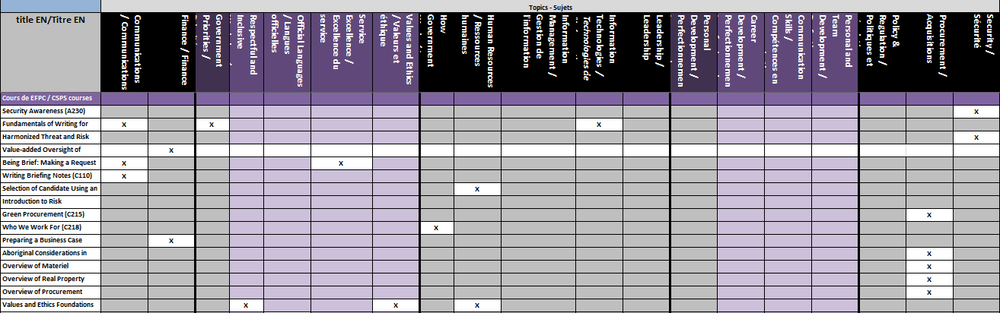 Topics - Sujets
title EN/Titre EN
Communications
/ Communications
Finance / Finance
Government
Priorities /
Respectful and
Inclusive
Official Languages
/ Langues
officielles
Service
Excellence /
Excellence du
service
Values and Ethics
/ Valeurs et
éthique
How
Government
Human Resources
/ Resources
humaines
Information
Management /
Gestion de
l'information
Information
Technologies /
Technologies de
Leadership /
Leadership
Personal
Development /
Perfectionnemen
Career
Development /
Perfectionnemen
Communication
Skills /
Compétences en
Personal and
Team
Development /
Policy &
Regulation /
Politiques et
Procurement /
Acquisitions
Security /
Sécurité
Cours de EFPC / CSPS courses
Security Awareness (A230) X
Fundamentals of Writing for X X X
Harmonized Threat and Risk X
Value-added Oversight of X
Being Brief: Making a Request X X
Writing Briefing Notes (C110) X
Selection of Candidate Using an X
Introduction to Risk
Green Procurement (C215) X
Who We Work For (C218) X
Preparing a Business Case X
Aboriginal Considerations in X
Overview of Materiel X
Overview of Real Property X
Overview of Procurement X
Values and Ethics Foundations X X X